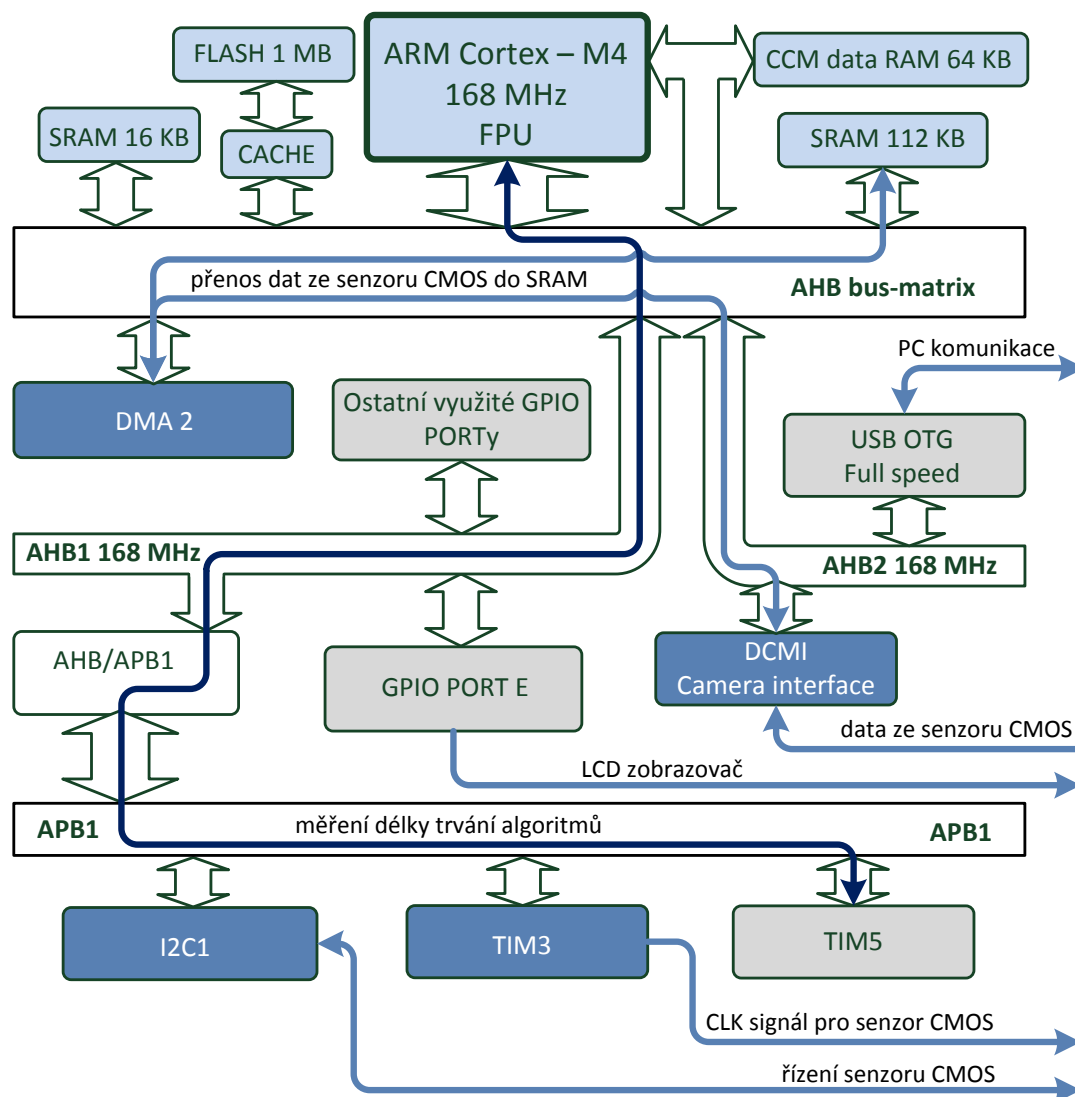 FLASH 1 MB
ARM Cortex – M4
168 MHz
FPU
CCM data RAM 64 KB
SRAM 16 KB
CACHE
SRAM 112 KB
přenos dat ze senzoru CMOS do SRAM
AHB bus-matrix
PC komunikace
DMA 2
Ostatní využité GPIO
PORTy
USB OTG
Full speed
AHB1 168 MHz
AHB2 168 MHz
AHB/APB1
GPIO PORT E
DCMI
Camera interface
data ze senzoru CMOS
LCD zobrazovač
APB1
měření délky trvání algoritmů
APB1
I2C1
TIM3
TIM5
CLK signál pro senzor CMOS
řízení senzoru CMOS